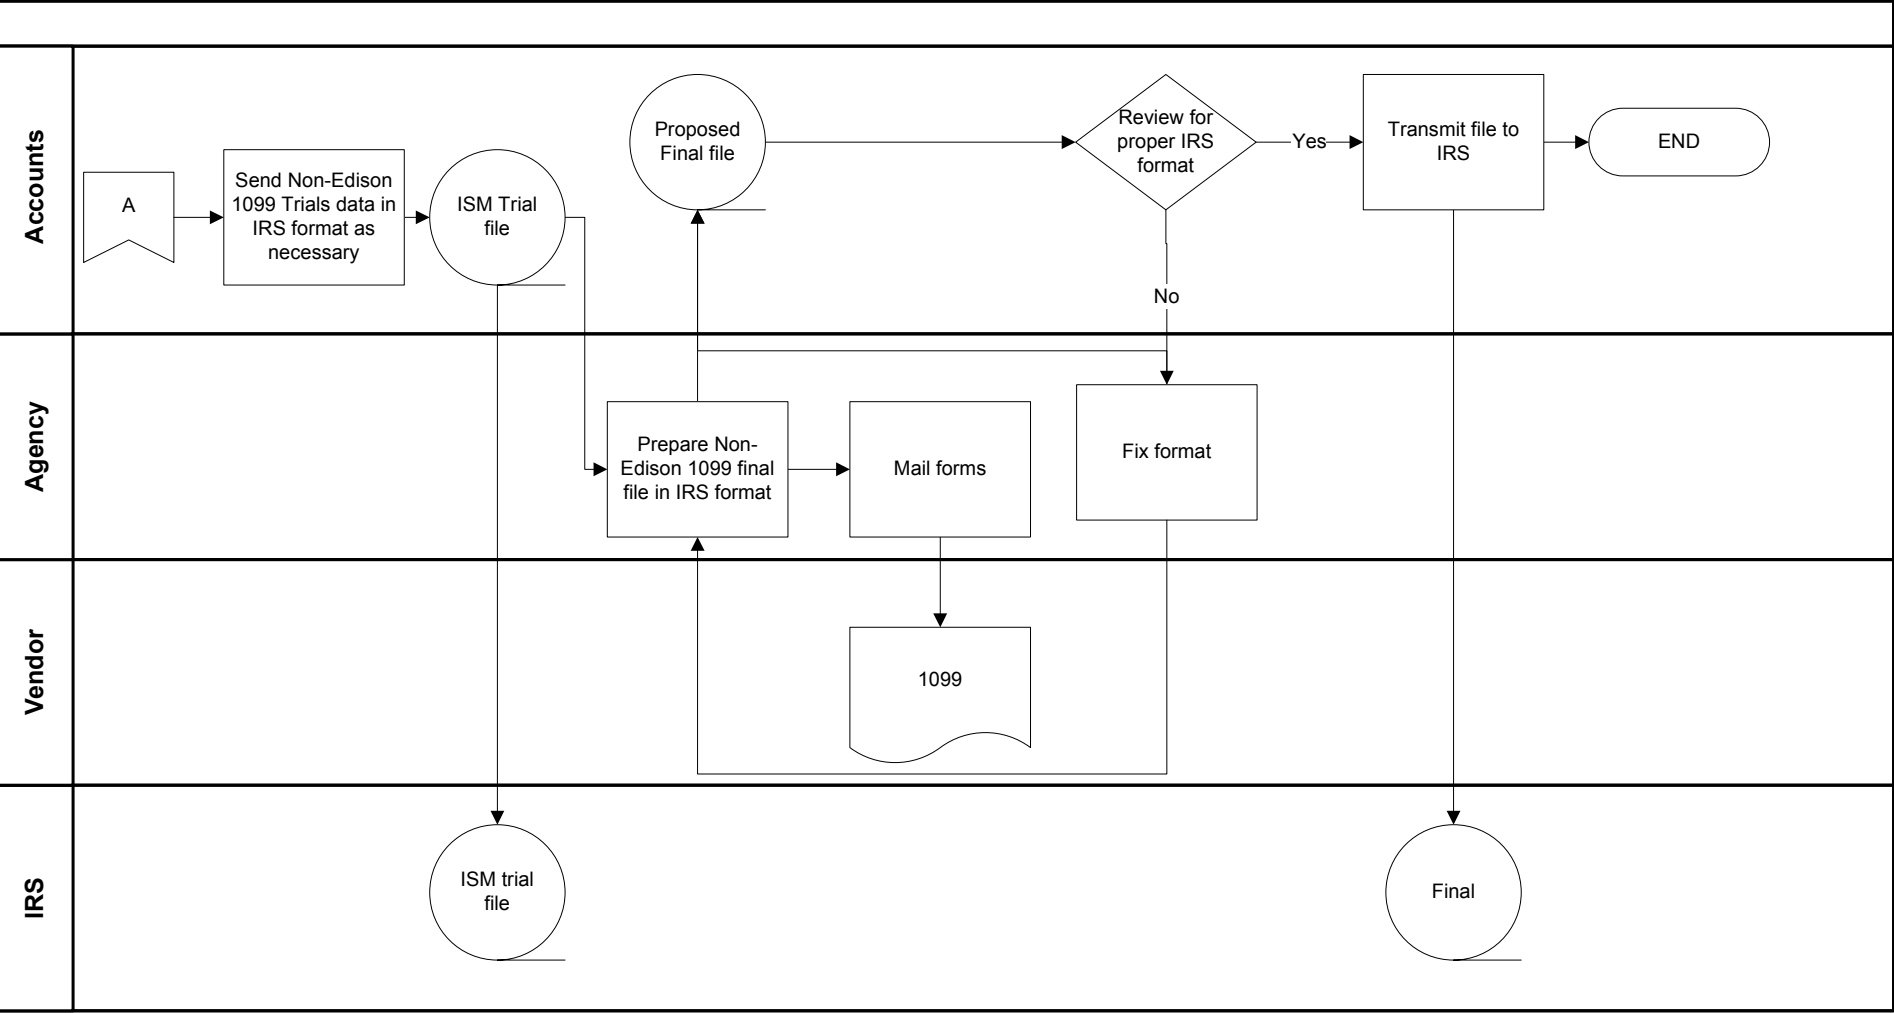 Accounts
A
Send Non-Edison
1099 Trials data in
IRS format as
necessary
ISM Trial
file
Proposed
Final file
Review for
proper IRS
format
Yes
No
Transmit file to
IRS
END
Agency
Prepare Non-
Edison 1099 final
file in IRS format
Mail forms
Fix format
Vendor
1099
IRS
ISM trial
file
Final